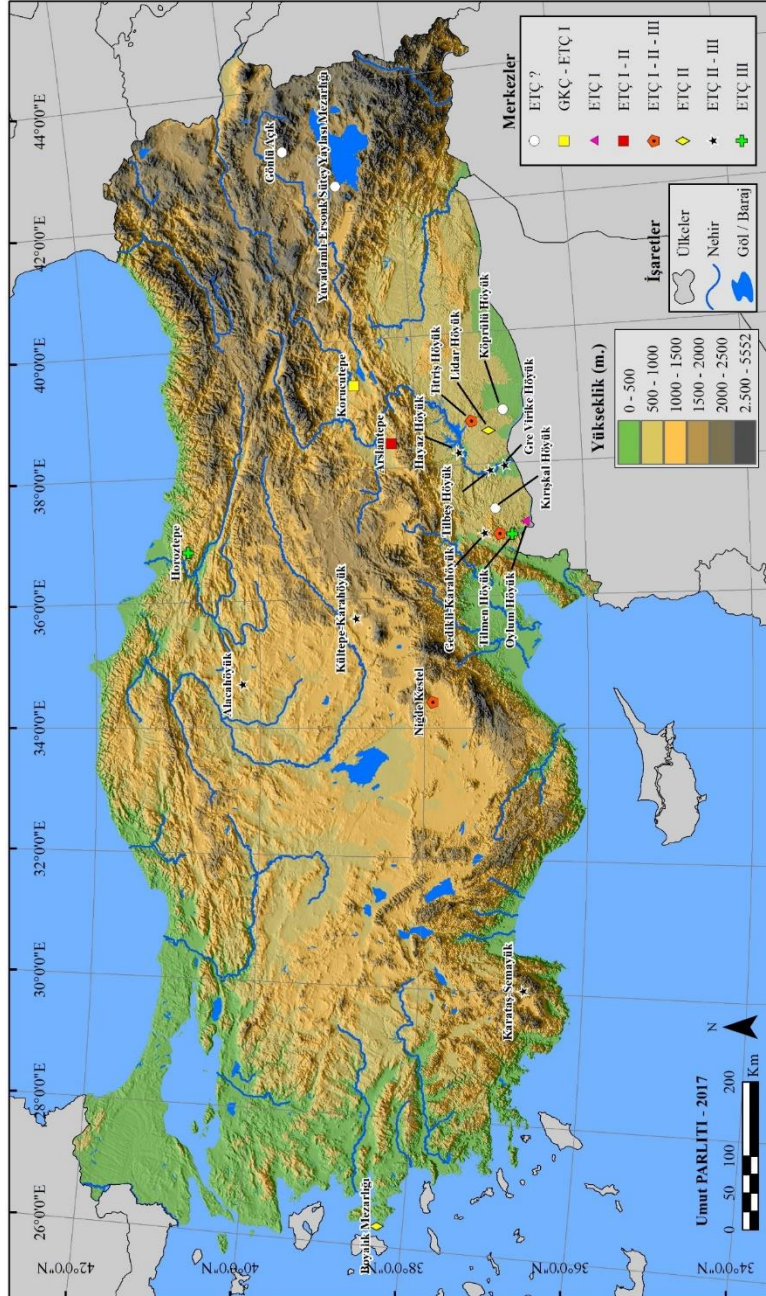 26°0'0"E
28°0'0"E
30°0'0"E
32°0'0"E
34°0'0"E
36°0'0"E
38°0'0"E
40°0'0"E
42°0'0"E
44°0'0"E
42°0'0"N
40°0'0"N
38°0'0"N
36°0'0"N
34°0'0"N
Horoztepe
Alacahöyük
Gönlü Açık
Yuvadamlı-Ersonk Sütey Yaylası Mezarlığı
Korucutepe
Kültepe-Karahöyük
Arslantepe
Boyalık Mezarlığı
Niğde Kestel
Hayaz Höyük
Titriş Höyük
Lidar Höyük
Köprülü Höyük
Tilbeş Höyük
Gedikli-Karahöyük
Tilmen Höyük
Oylum Höyük
Gre Virike Höyük
Kırışkal Höyük
Karataş-Semayük
Umut PARLITI - 2017
N
0 50 100 200
Km
Yükseklik (m.)
0 - 500
500 - 1000
1000 - 1500
1500 - 2000
2000 - 2500
2.500 - 5552
İşaretler
Ülkeler
Nehir
Göl / Baraj
Merkezler
ETÇ ?
GKÇ - ETÇ I
ETÇ I
ETÇ I - II
ETÇ I - II - III
ETÇ II
ETÇ II - III
ETÇ III